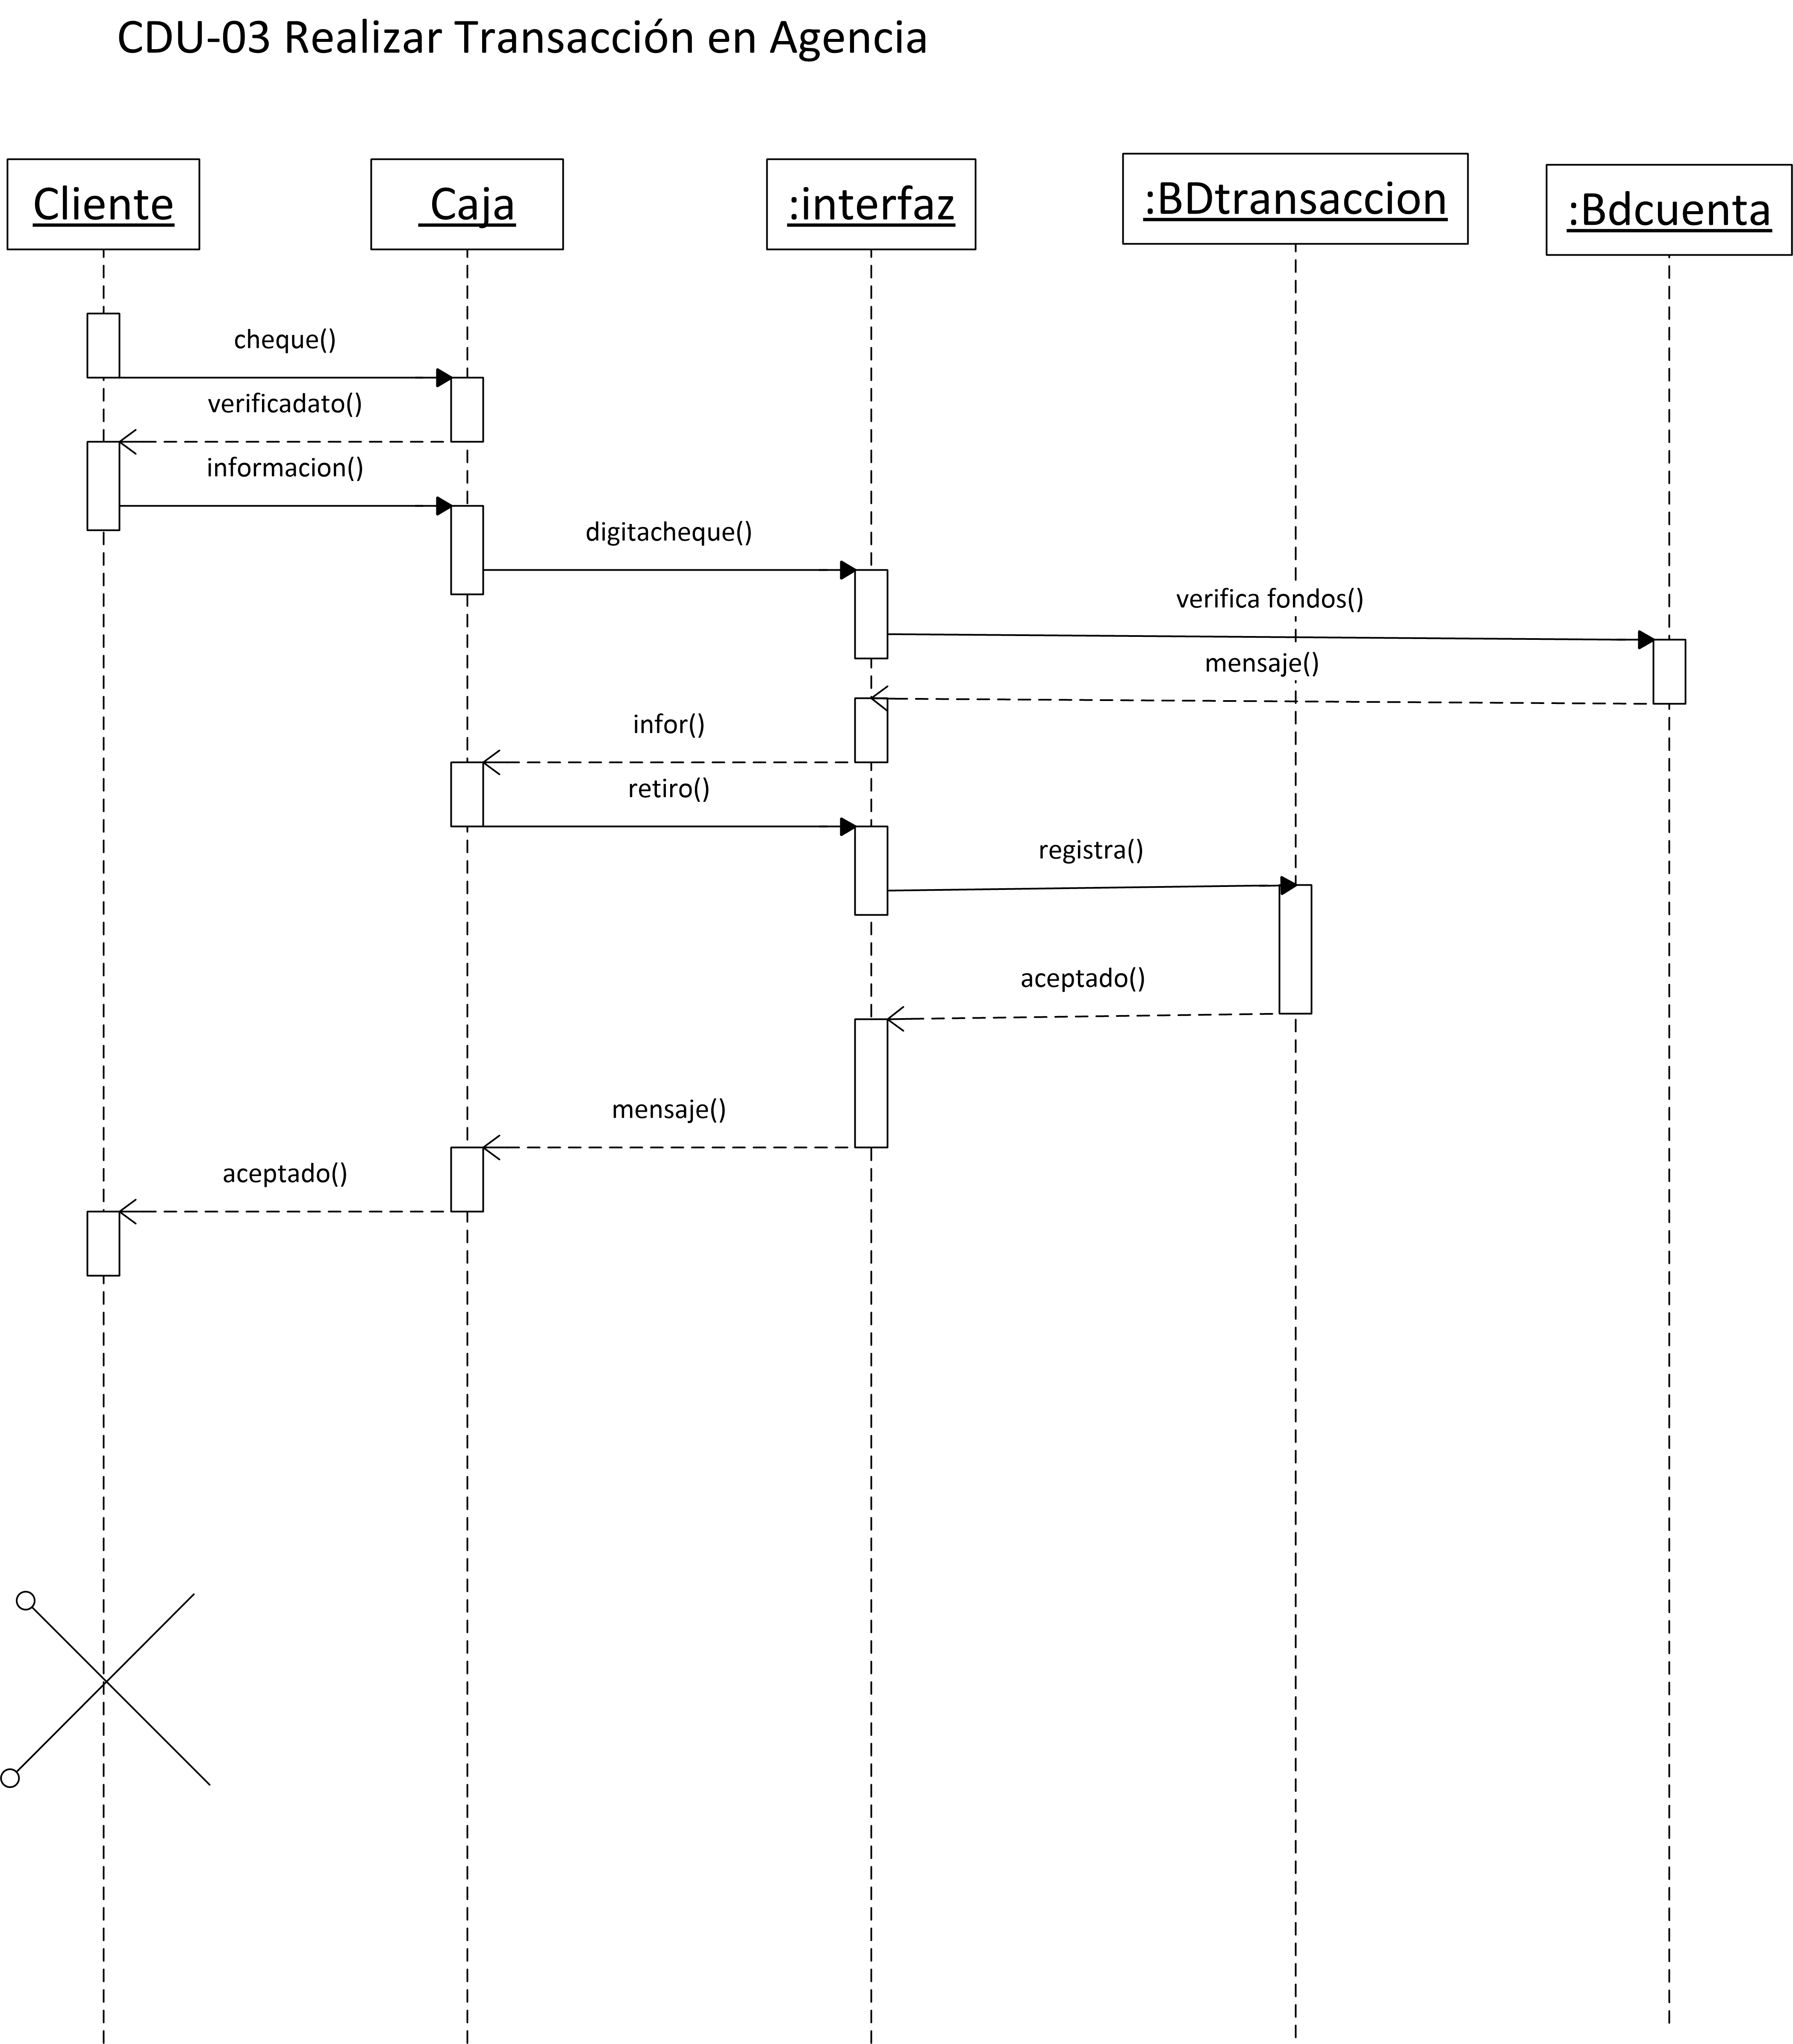 CDU-03 Realizar Transacción en Agencia
Cliente
Caja
:interfaz
:BDtransaccion
:Bdcuenta
cheque()
verificadato()
informacion()
digitacheque()
verifica fondos()
mensaje()
infor()
retiro()
registra()
aceptado()
mensaje()
aceptado()